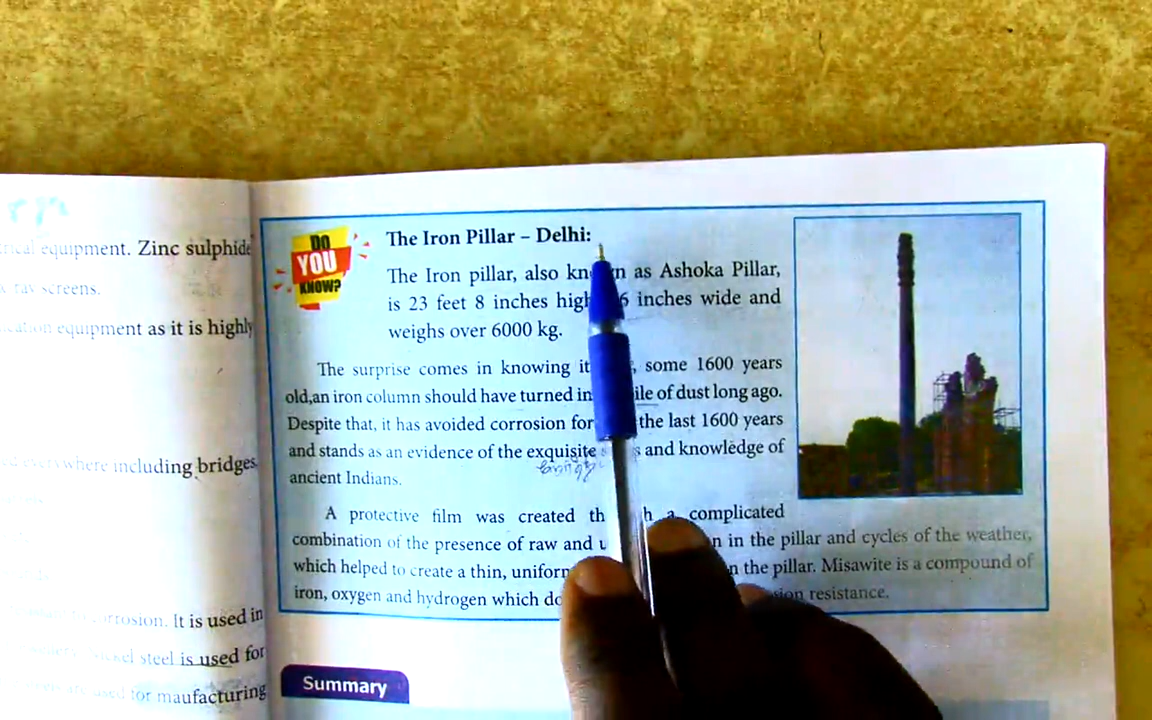 trical equipment. Zinc sulphide
ray screens.
equipment as it is highly
everywhere including bridges,
corrosion. It is used in
Nickel steel is used for
are used for maufacturing
DO
YOU
KNOW?
The Iron Pillar – Delhi:
The Iron pillar, also kn n as Ashoka Pillar,
is 23 feet 8 inches high 6 inches wide and
weighs over 6000 kg.
The surprise comes in knowing it , some 1600 years
old,an iron column should have turned in ile of dust long ago.
Despite that, it has avoided corrosion for the last 1600 years
and stands as an evidence of the exquisite s and knowledge of
ancient Indians.
A protective film was created th h a complicated
combination of the presence of raw and u n in the pillar and cycles of the weather,
which helped to create a thin, uniform n the pillar. Misawite is a compound of
iron, oxygen and hydrogen which do sion resistance.
Summary